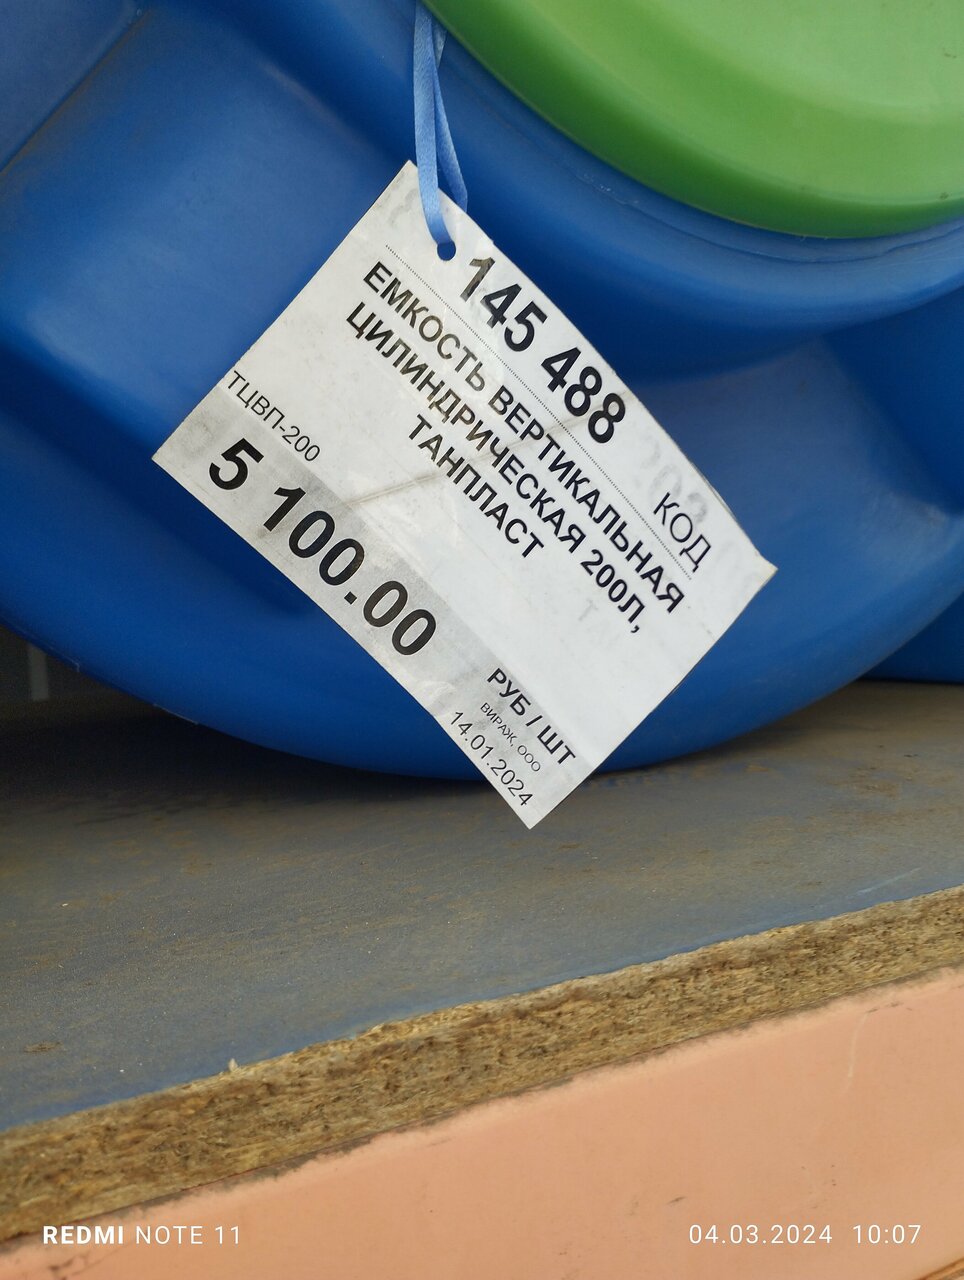 145 488 КОД
ЕМКОСТЬ ВЕРТИКАЛЬНАЯ
ЦИЛИНДРИЧЕСКАЯ 200Л,
ТАНПЛАСТ
ТЦВП-200
5 100.00 РУБ / ШТ
ВИРАЖ, ООО
14.01.2024
REDMI NOTE 11
04.03.2024 10:07